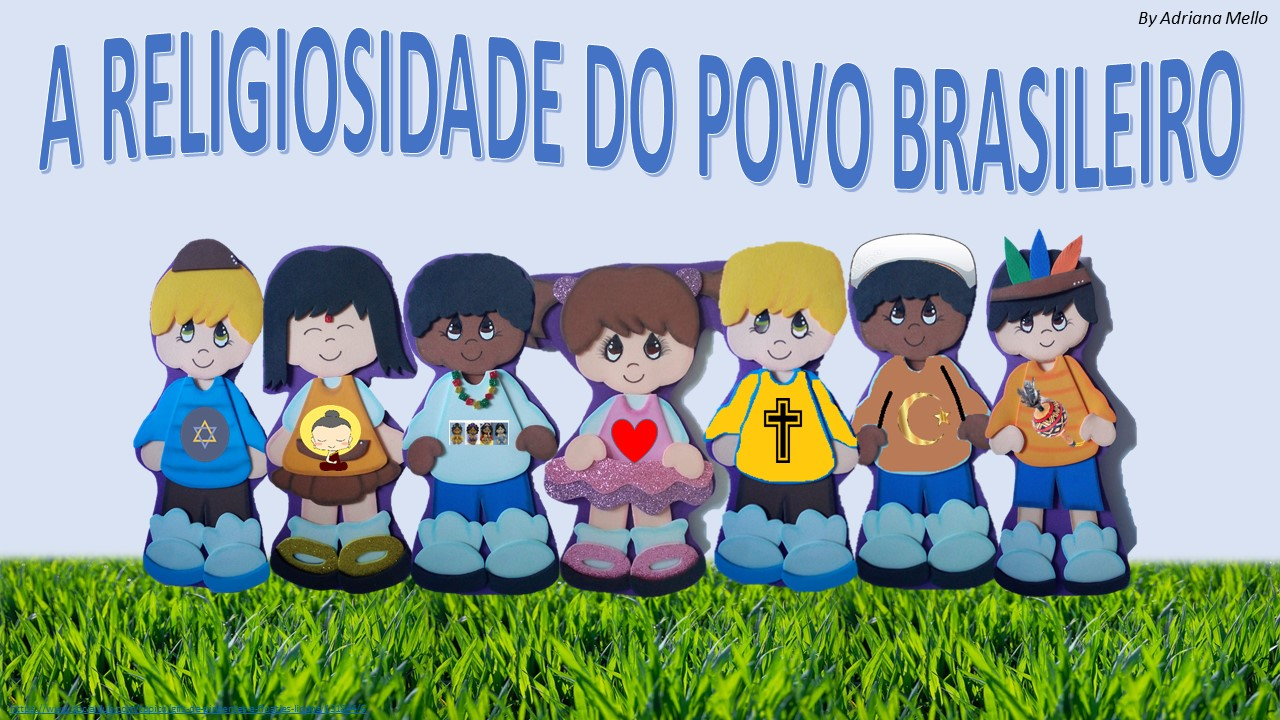 By Adriana Mello
A RELIGIOSIDADE DO POVO BRASILEIRO